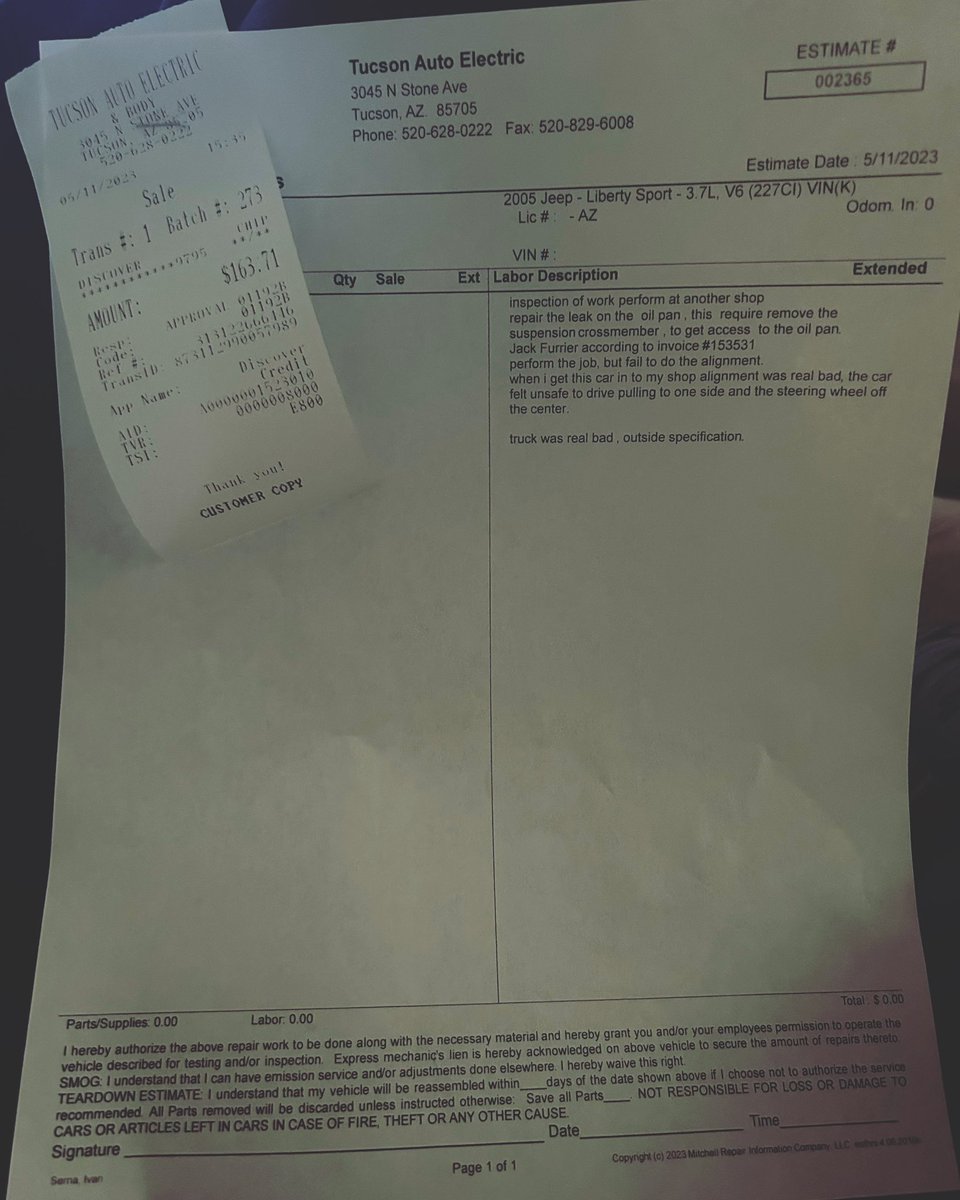 TUCSON AUTO ELECTRIC
& BODY
3045 N STONE AVE
TUCSON, AZ 85705
520-628-0222
05/11/2023 15:35
Sale
Trans #: 1 Batch #: 273
DISCOVER CHIP
************9795 **/**
AMOUNT: $163.71
Resp: APPROVAL 01192B
Code: 01192B
Ref #: 313122666446
TransID: 87311299005?989
App Name: Discover
Credit
AID: A0000001523010
TVR: 0000008000
TSI: E800
Thank you!
CUSTOMER COPY
Tucson Auto Electric
3045 N Stone Ave
Tucson, AZ. 85705
Phone: 520-628-0222 Fax: 520-829-6008
ESTIMATE #
002365
Estimate Date : 5/11/2023
s
2005 Jeep - Liberty Sport - 3.7L, V6 (227CI) VIN(K)
Lic # : - AZ Odom. In: 0
VIN # :
Qty Sale Ext Labor Description Extended
inspection of work perform at another shop
repair the leak on the oil pan , this require remove the
suspension crossmember , to get access to the oil pan.
Jack Furrier according to invoice #153531
perform the job, but fail to do the alignment.
when i get this car in to my shop alignment was real bad, the car
felt unsafe to drive pulling to one side and the steering wheel off
the center.
truck was real bad , outside specification.
Parts/Supplies: 0.00 Labor: 0.00 Total : $ 0.00
I hereby authorize the above repair work to be done along with the necessary material and hereby grant you and/or your employees permission to operate the
vehicle described for testing and/or inspection. Express mechanic's lien is hereby acknowledged on above vehicle to secure the amount of repairs thereto
SMOG: I understand that I can have emission service and/or adjustments done elsewhere. I hereby waive this right.
TEARDOWN ESTIMATE: I understand that my vehicle will be reassembled within____days of the date shown above if I choose not to authorize the service
recommended. All Parts removed will be discarded unless instructed otherwise: Save all Parts____ NOT RESPONSIBLE FOR LOSS OR DAMAGE TO
CARS OR ARTICLES LEFT IN CARS IN CASE OF FIRE, THEFT OR ANY OTHER CAUSE.
Signature Date Time
Serna, Ivan
Page 1 of 1
Copyright (c) 2023 Mitchell Repair Information Company, LLC